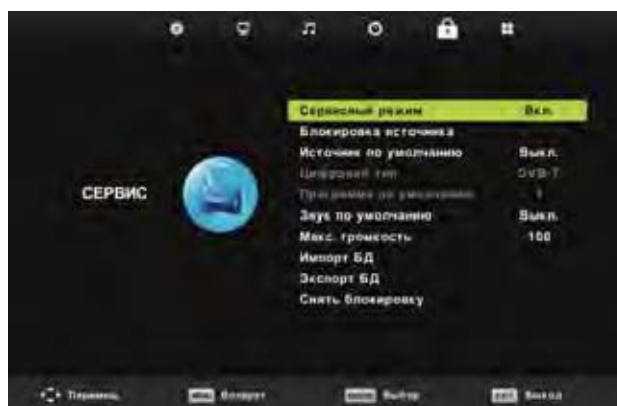 Сервисный режим Вкл.
Блокировка источника
Источник по умолчанию Выкл.
Цифровой тип DVB-T
Программа по умолчанию 1
СЕРВИС
Звук по умолчанию Выкл.
Макс. громкость 100
Импорт БД
Экспорт БД
Снять блокировку
Перемещ. Возврат Выбор Выход